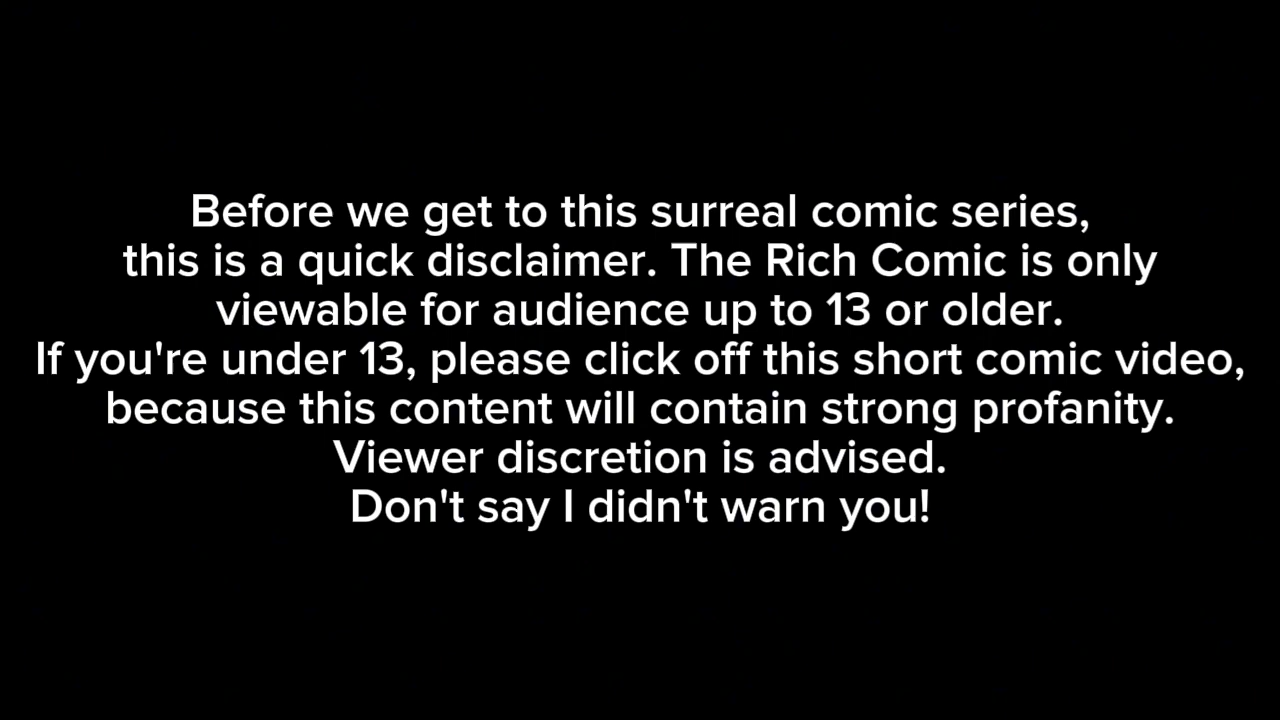 Before we get to this surreal comic series,
this is a quick disclaimer. The Rich Comic is only
viewable for audience up to 13 or older.
If you're under 13, please click off this short comic video,
because this content will contain strong profanity.
Viewer discretion is advised.
Don't say I didn't warn you!